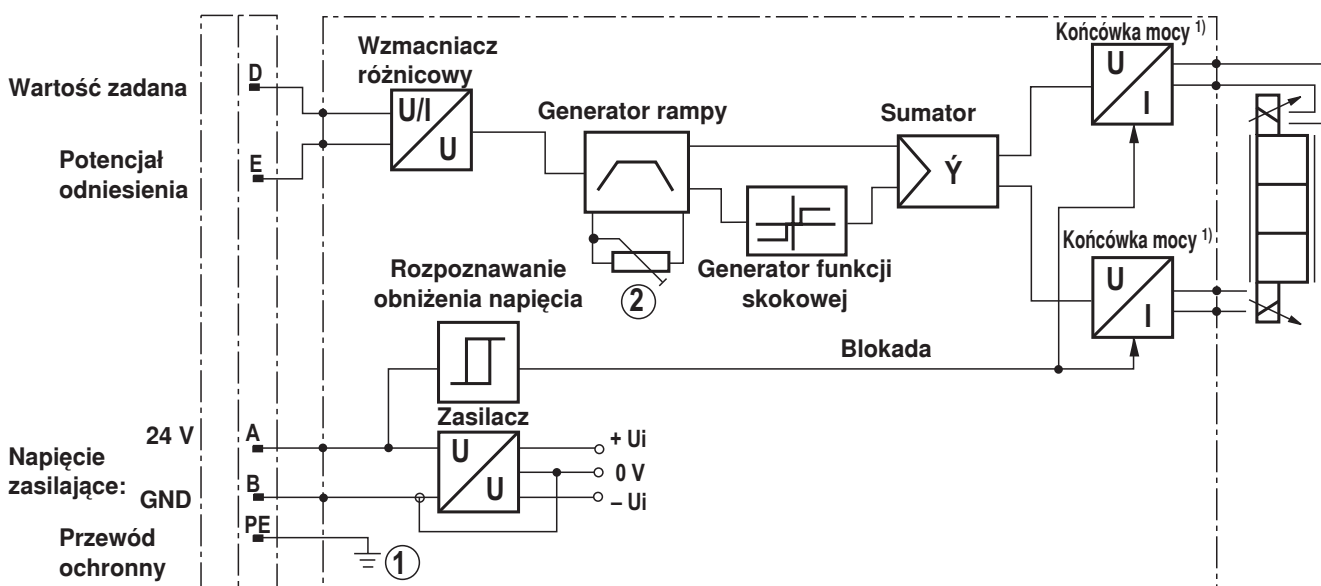 Wartość zadana
D
Wzmacniacz
różnicowy
U/I
U
Generator rampy
Sumator
Końcówka mocy 1)
U
I
Potencjał
odniesienia
E
Ý
Rozpoznawanie
obniżenia napięcia
2
Generator funkcji
skokowej
Końcówka mocy 1)
U
I
Blokada
Zasilacz
Napięcie
zasilające:
24 V
A
U
U
+ Ui
0 V
– Ui
GND
B
Przewód
ochronny
PE
1